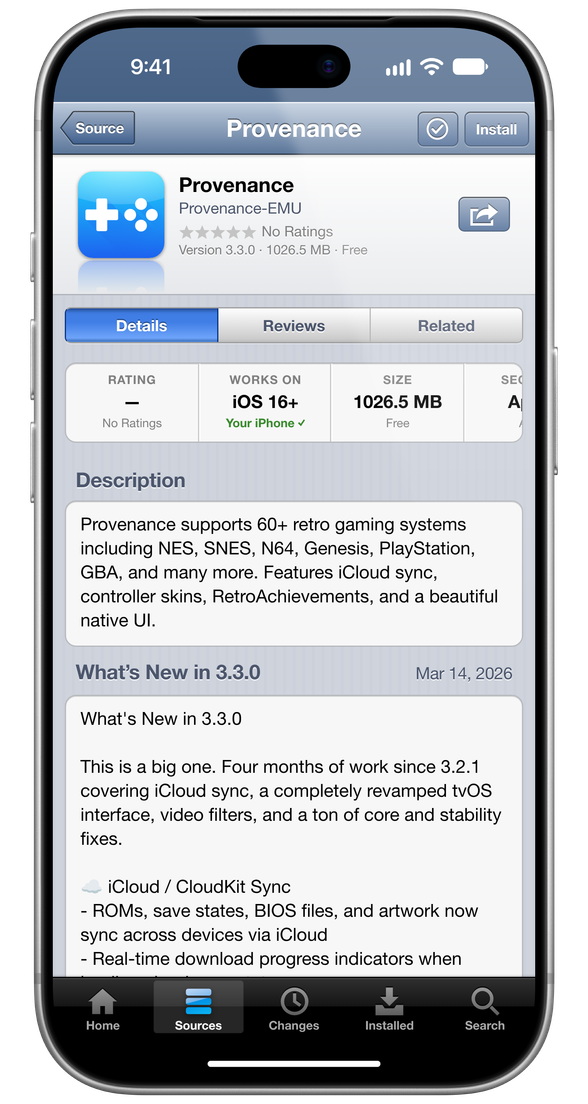 9:41
Source
Provenance
Install
Provenance
Provenance-EMU
No Ratings
Version 3.3.0 · 1026.5 MB · Free
Details
Reviews
Related
RATING
—
No Ratings
WORKS ON
iOS 16+
Your iPhone ✓
SIZE
1026.5 MB
Free
Description
Provenance supports 60+ retro gaming systems
including NES, SNES, N64, Genesis, PlayStation,
GBA, and many more. Features iCloud sync,
controller skins, RetroAchievements, and a beautiful
native UI.
What’s New in 3.3.0
Mar 14, 2026
What's New in 3.3.0
This is a big one. Four months of work since 3.2.1
covering iCloud sync, a completely revamped tvOS
interface, video filters, and a ton of core and stability
fixes.
☁️ iCloud / CloudKit Sync
- ROMs, save states, BIOS files, and artwork now
sync across devices via iCloud
- Real-time download progress indicators when
Home
Sources
Changes
Installed
Search